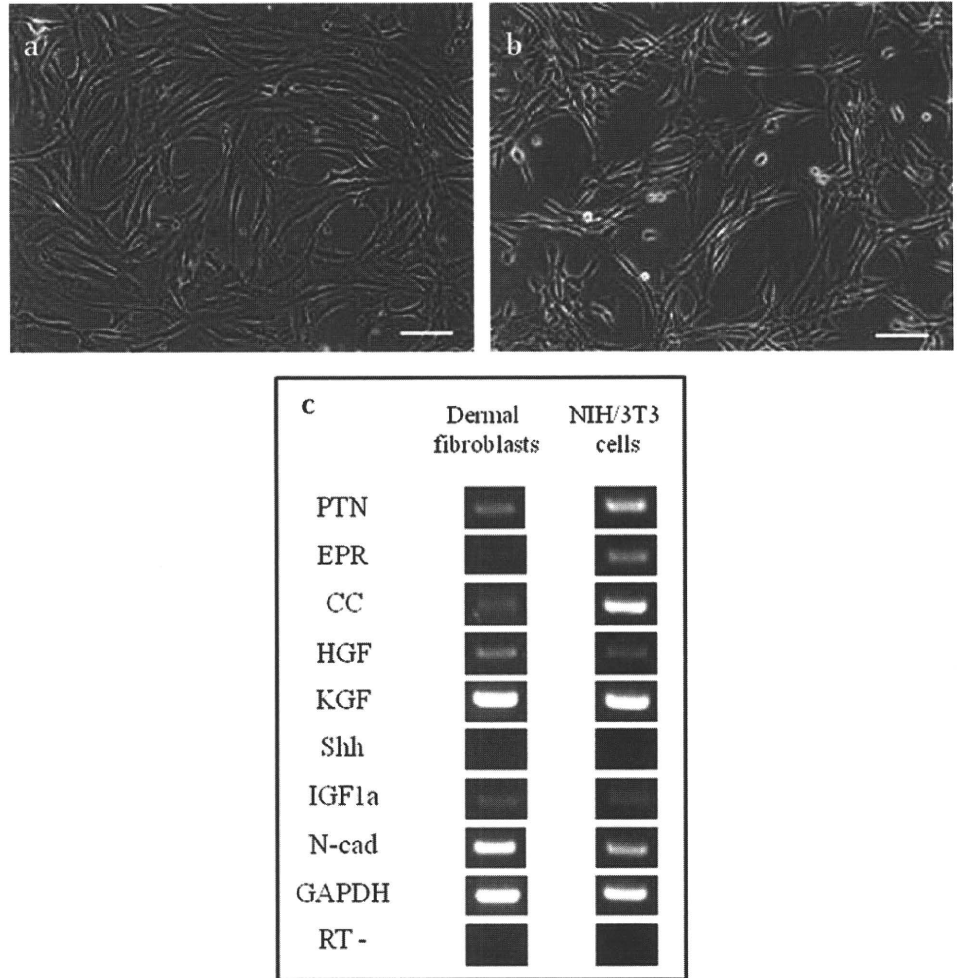 a
b
c
Dermal fibroblasts
NIH/3T3 cells
PTN
EPR
CC
HGF
KGF
Shh
IGF1a
N-cad
GAPDH
RT -